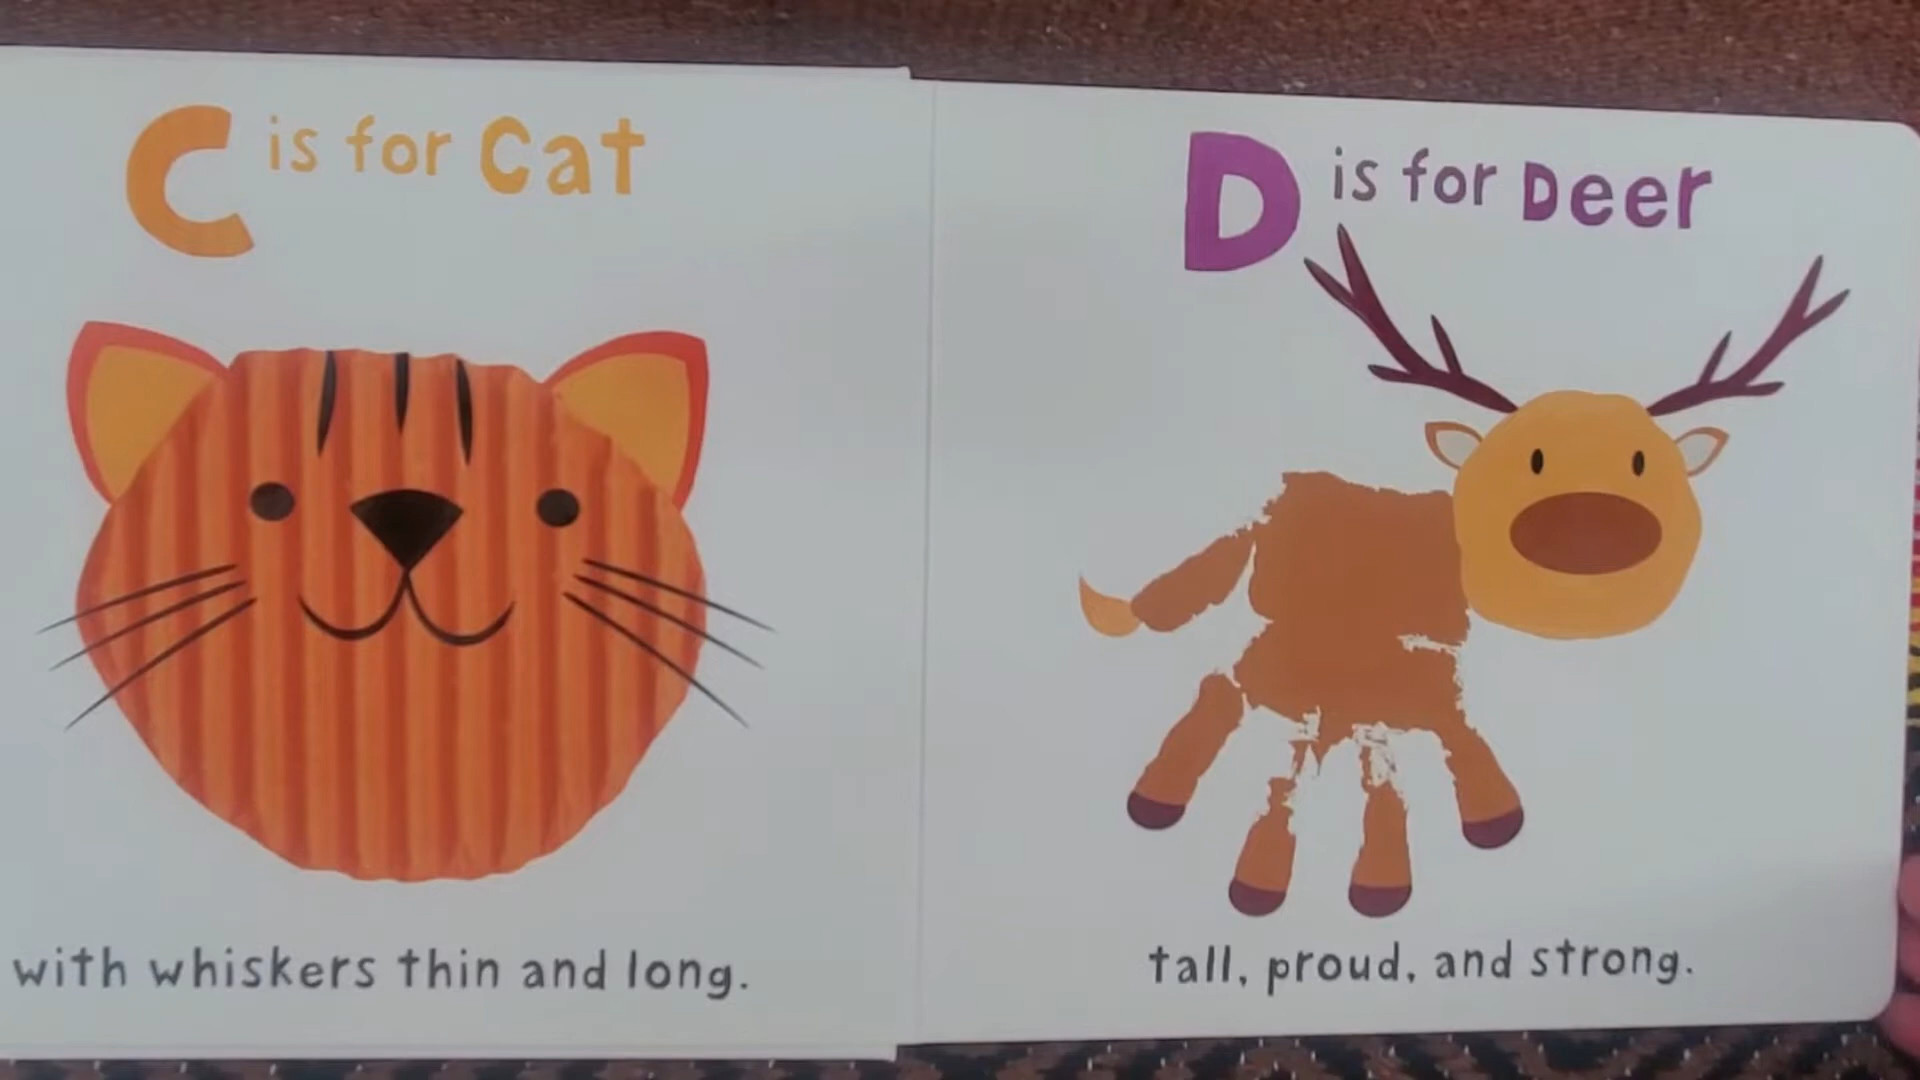 C is for Cat
with whiskers thin and long.
D is for Deer
tall, proud, and strong.